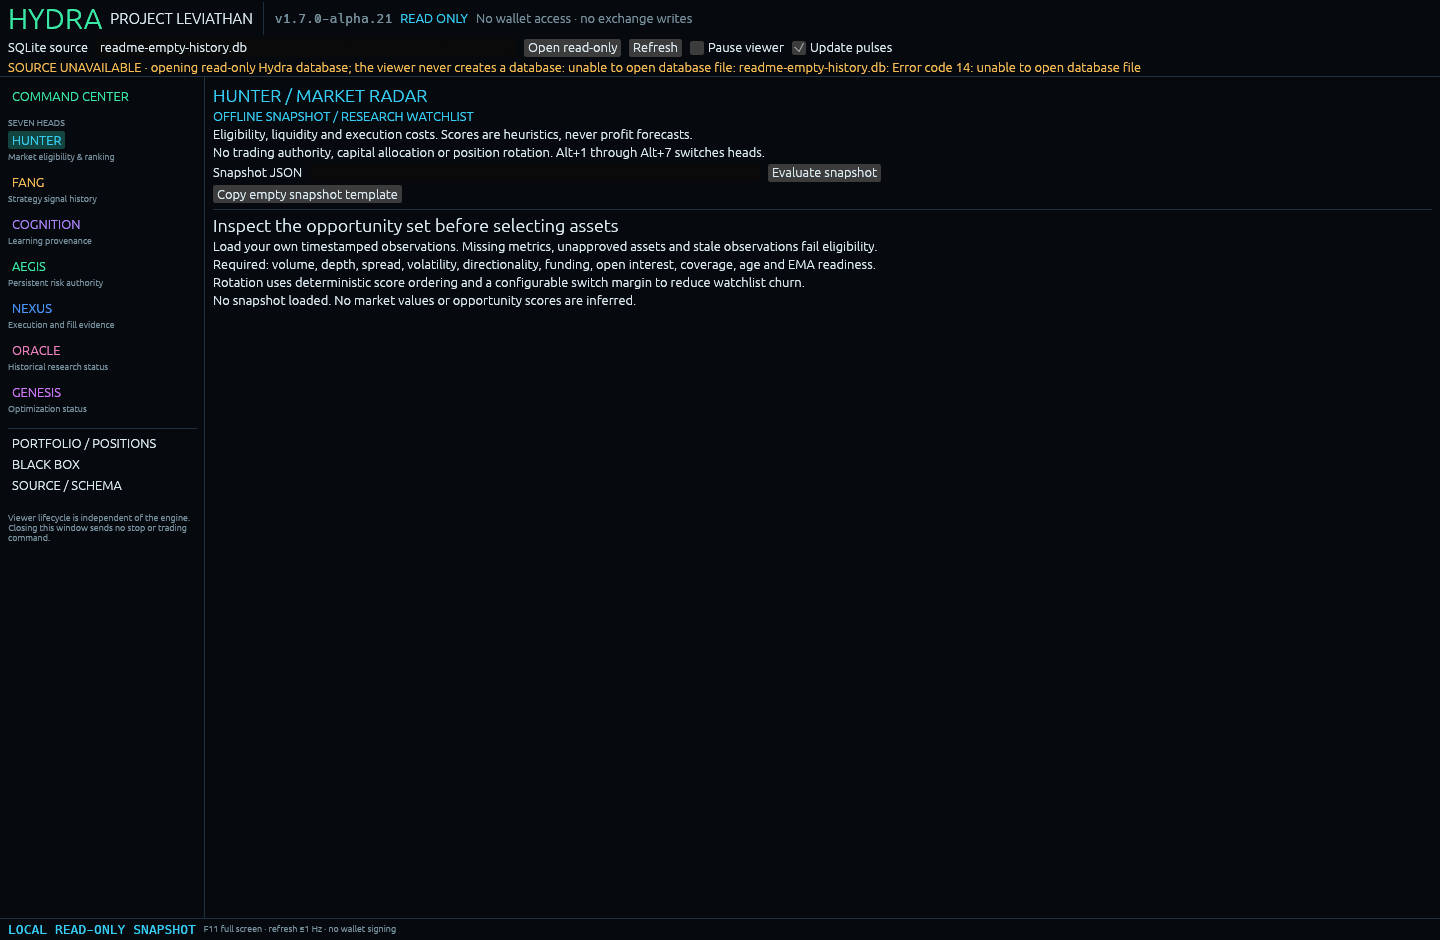 HYDRA PROJECT LEVIATHAN v1.7.0-alpha.21 READ ONLY No wallet access · no exchange writes
SQLite source readme-empty-history.db Open read-only Refresh Pause viewer Update pulses
SOURCE UNAVAILABLE · opening read-only Hydra database; the viewer never creates a database: unable to open database file: readme-empty-history.db: Error code 14: unable to open database file
COMMAND CENTER
SEVEN HEADS
HUNTER
Market eligibility & ranking
FANG
Strategy signal history
COGNITION
Learning provenance
AEGIS
Persistent risk authority
NEXUS
Execution and fill evidence
ORACLE
Historical research status
GENESIS
Optimization status
PORTFOLIO / POSITIONS
BLACK BOX
SOURCE / SCHEMA
Viewer lifecycle is independent of the engine.
Closing this window sends no stop or trading
command.
HUNTER / MARKET RADAR
OFFLINE SNAPSHOT / RESEARCH WATCHLIST
Eligibility, liquidity and execution costs. Scores are heuristics, never profit forecasts.
No trading authority, capital allocation or position rotation. Alt+1 through Alt+7 switches heads.
Snapshot JSON Evaluate snapshot
Copy empty snapshot template
Inspect the opportunity set before selecting assets
Load your own timestamped observations. Missing metrics, unapproved assets and stale observations fail eligibility.
Required: volume, depth, spread, volatility, directionality, funding, open interest, coverage, age and EMA readiness.
Rotation uses deterministic score ordering and a configurable switch margin to reduce watchlist churn.
No snapshot loaded. No market values or opportunity scores are inferred.
LOCAL READ-ONLY SNAPSHOT F11 full screen · refresh ≤1 Hz · no wallet signing